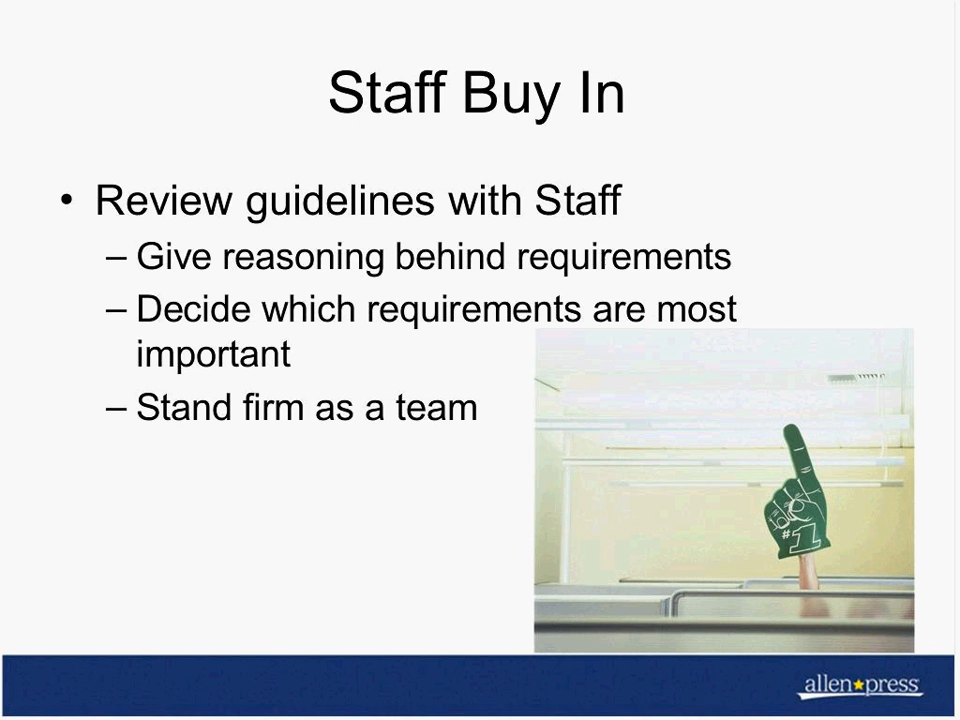 Staff Buy In
• Review guidelines with Staff
– Give reasoning behind requirements
– Decide which requirements are most
important
– Stand firm as a team
#1
allen★press